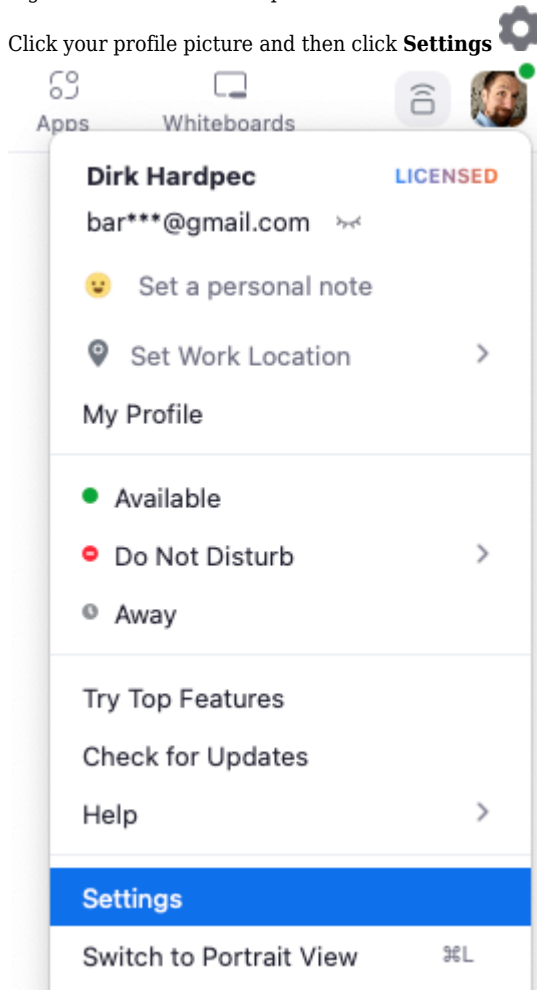 Click your profile picture and then click Settings
Apps Whiteboards
Dirk Hardpec LICENSED
bar***@gmail.com
Set a personal note
Set Work Location
My Profile
Available
Do Not Disturb
Away
Try Top Features
Check for Updates
Help
Settings
Switch to Portrait View ⌘L